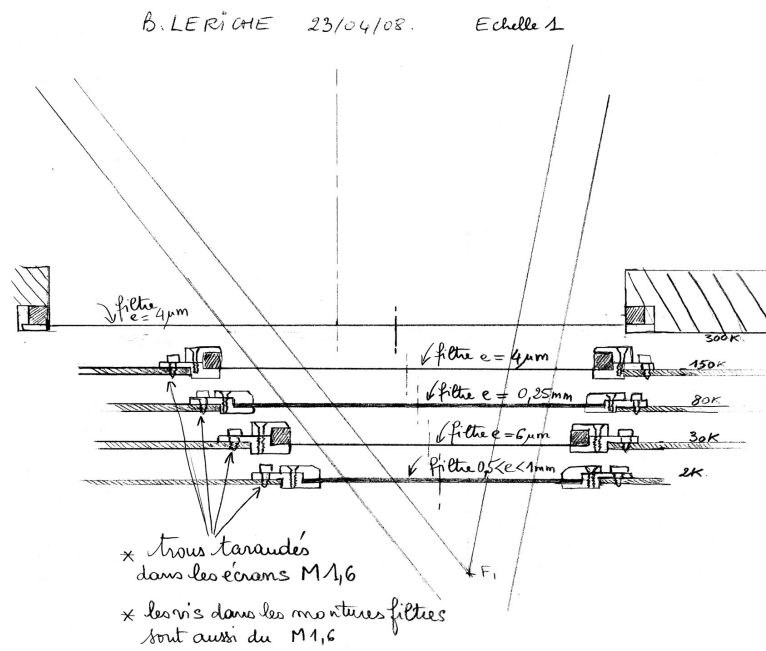 B. LERICHE 23/04/08. Echelle 1
filtre
e = 4μm
300K
filtre e = 4μm
150K
filtre e = 0,25mm
80K
filtre e = 6μm
30K
filtre 0,5<e<1mm
2K
F1
* trous taraudés
dans les écrans M1,6
* les vis dans les montures filtres
sont aussi du M1,6